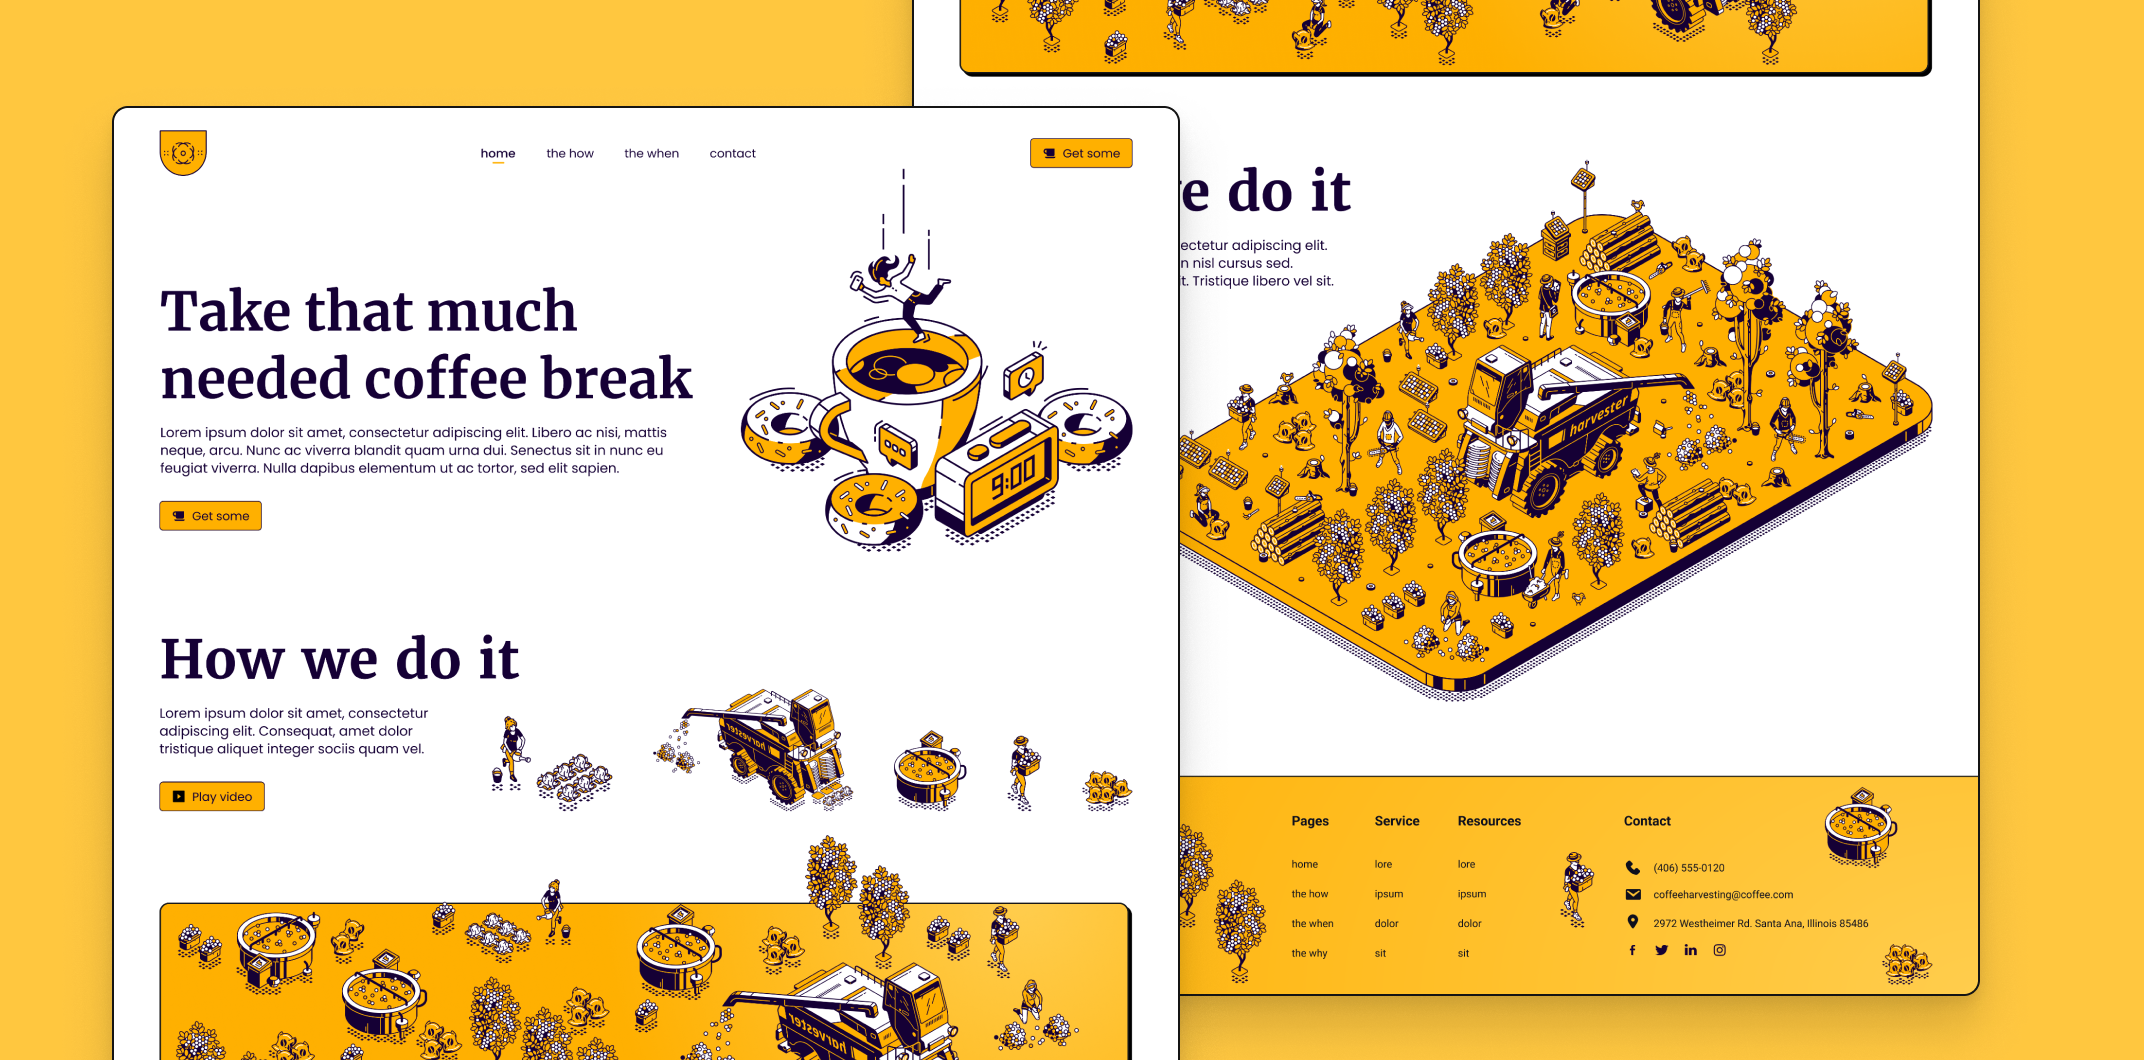 home
the how
the when
contact
Get some
Take that much
needed coffee break
Lorem ipsum dolor sit amet, consectetur adipiscing elit. Libero ac nisi, mattis
neque, arcu. Nunc ac viverra blandit quam urna dui. Senectus sit in nunc eu
feugiat viverra. Nulla dapibus elementum ut ac tortor, sed elit sapien.
Get some
9:00
How we do it
Lorem ipsum dolor sit amet, consectetur
adipiscing elit. Consequat, amet dolor
tristique aliquet integer sociis quam vel.
Play video
harvester
harvester
e do it
ectetur adipiscing elit.
n nisl cursus sed.
it. Tristique libero vel sit.
harvester
Pages
Service
Resources
Contact
home
lore
lore
(406) 555-0120
the how
ipsum
ipsum
coffeeharvesting@coffee.com
the when
dolor
dolor
2972 Westheimer Rd. Santa Ana, Illinois 85486
the why
sit
sit